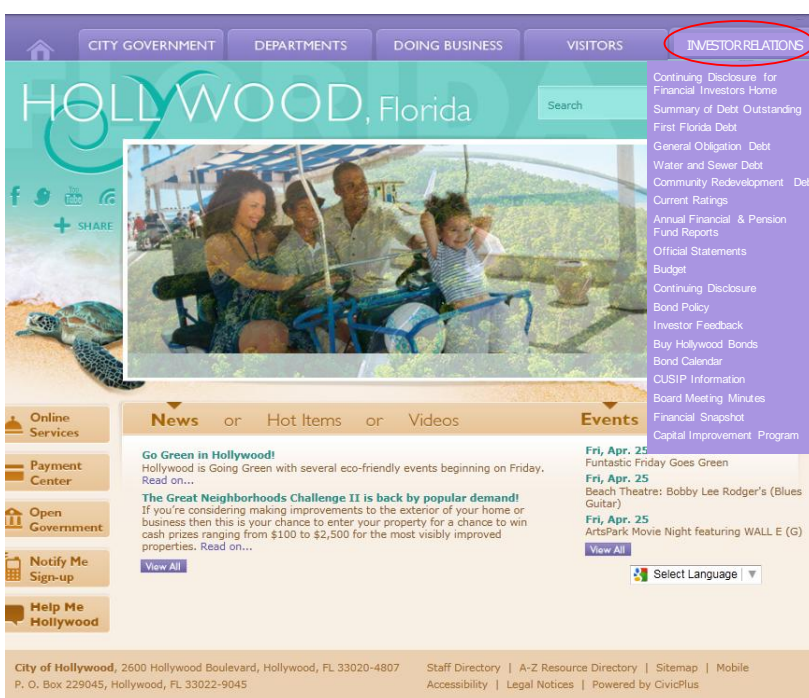 CITY GOVERNMENT
DEPARTMENTS
DOING BUSINESS
VISITORS
INVESTOR RELATIONS
FLORIDA
HOLLYWOOD, Florida
Search
You
Tube
SHARE
Continuing Disclosure for
Financial Investors Home
Summary of Debt Outstanding
First Florida Debt
General Obligation Debt
Water and Sewer Debt
Community Redevelopment Deb
Current Ratings
Annual Financial & Pension
Fund Reports
Official Statements
Budget
Continuing Disclosure
Bond Policy
Investor Feedback
Buy Hollywood Bonds
Bond Calendar
CUSIP Information
Board Meeting Minutes
Financial Snapshot
Capital Improvement Program
Online
Services
Payment
Center
Open
Government
Notify Me
Sign-up
Help Me
Hollywood
News or Hot Items or Videos
Go Green in Hollywood!
Hollywood is Going Green with several eco-friendly events beginning on Friday.
Read on...
The Great Neighborhoods Challenge II is back by popular demand!
If you're considering making improvements to the exterior of your home or
business then this is your chance to enter your property for a chance to win
cash prizes ranging from $100 to $2,500 for the most visibly improved
properties. Read on...
View All
Events
Fri, Apr. 25
Funtastic Friday Goes Green
Fri, Apr. 25
Beach Theatre: Bobby Lee Rodger's (Blues
Guitar)
Fri, Apr. 25
ArtsPark Movie Night featuring WALL E (G)
View All
Select Language | ▼
City of Hollywood, 2600 Hollywood Boulevard, Hollywood, FL 33020-4807
P. O. Box 229045, Hollywood, FL 33022-9045
Staff Directory | A-Z Resource Directory | Sitemap | Mobile
Accessibility | Legal Notices | Powered by CivicPlus